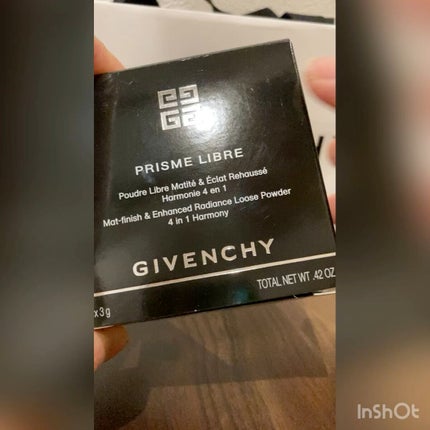 PRISME LIBRE
Poudre Libre Matité & Éclat Rehaussé
Harmonie 4 en 1
Mat-finish & Enhanced Radiance Loose Powder
4 in 1 Harmony
GIVENCHY
x 3 g
TOTAL NET WT. .42 OZ
InShOt